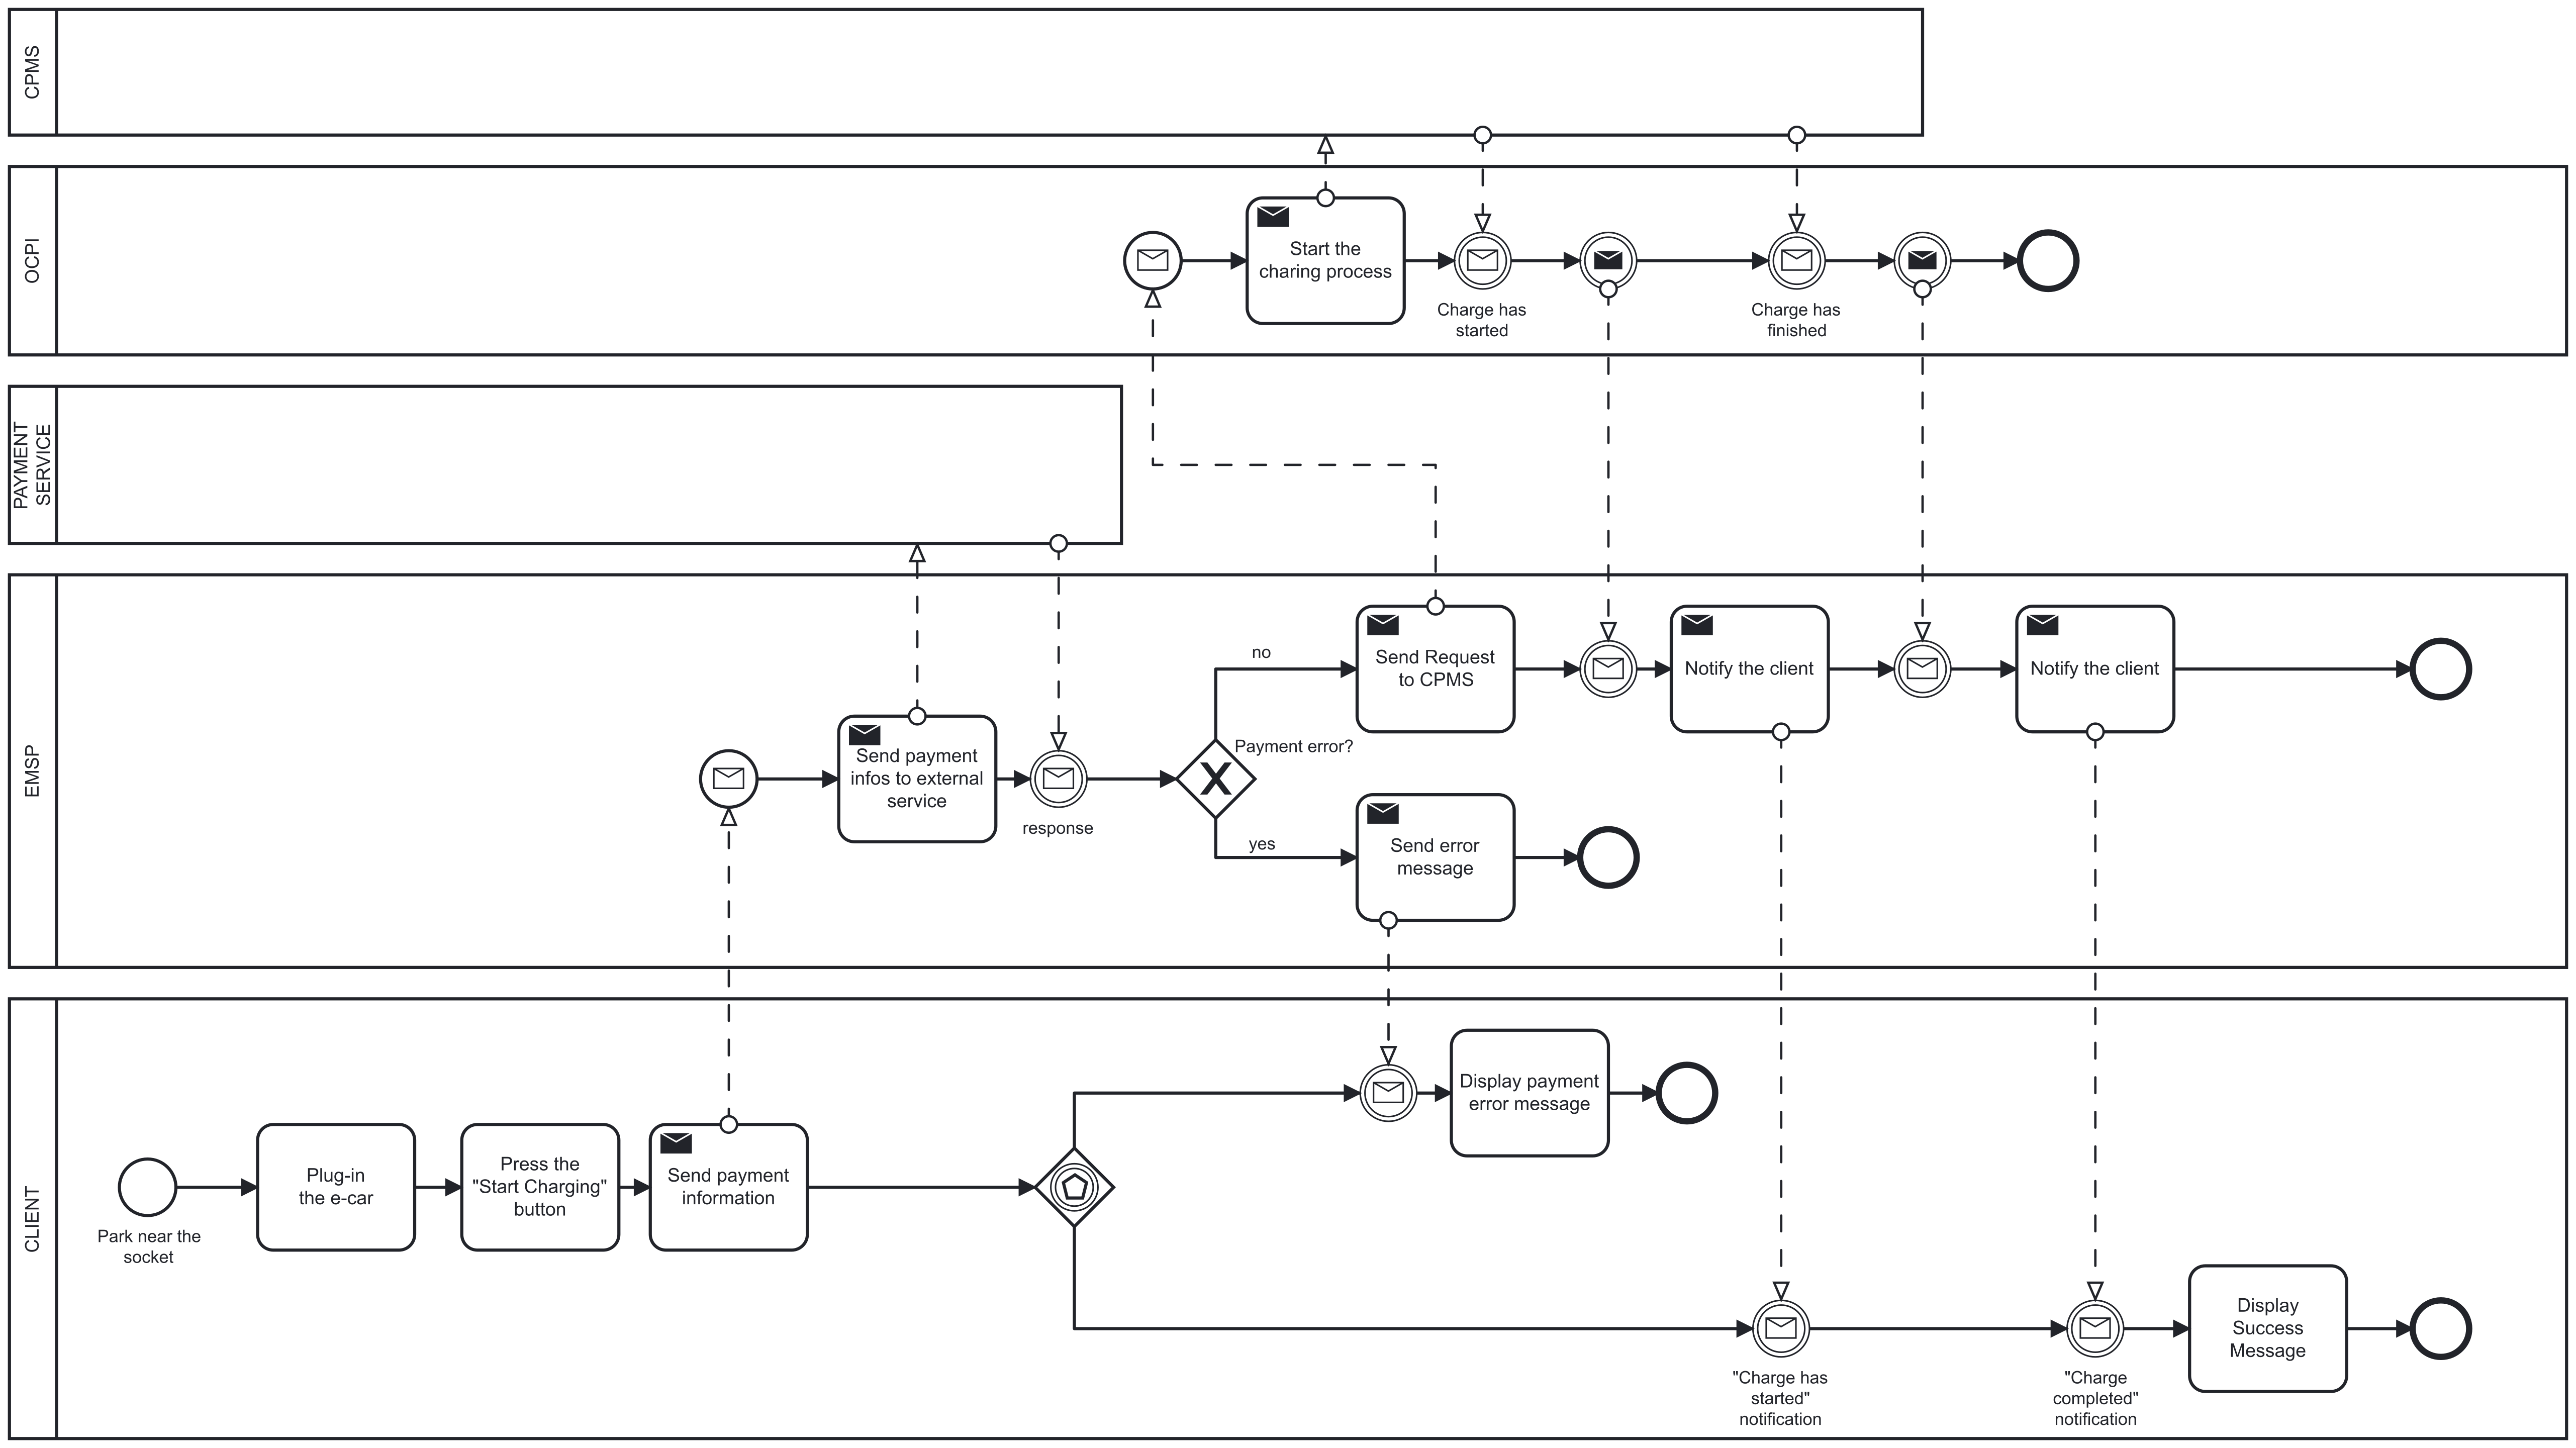 CPMS
OCPI
Start the
charing process
Charge has
started
Charge has
finished
PAYMENT
SERVICE
EMSP
Send payment
infos to external
service
response
Payment error?
no
yes
Send Request
to CPMS
Notify the client
Notify the client
Send error
message
CLIENT
Park near the
socket
Plug-in
the e-car
Press the
"Start Charging"
button
Send payment
information
Display payment
error message
"Charge has
started"
notification
"Charge
completed"
notification
Display
Success
Message